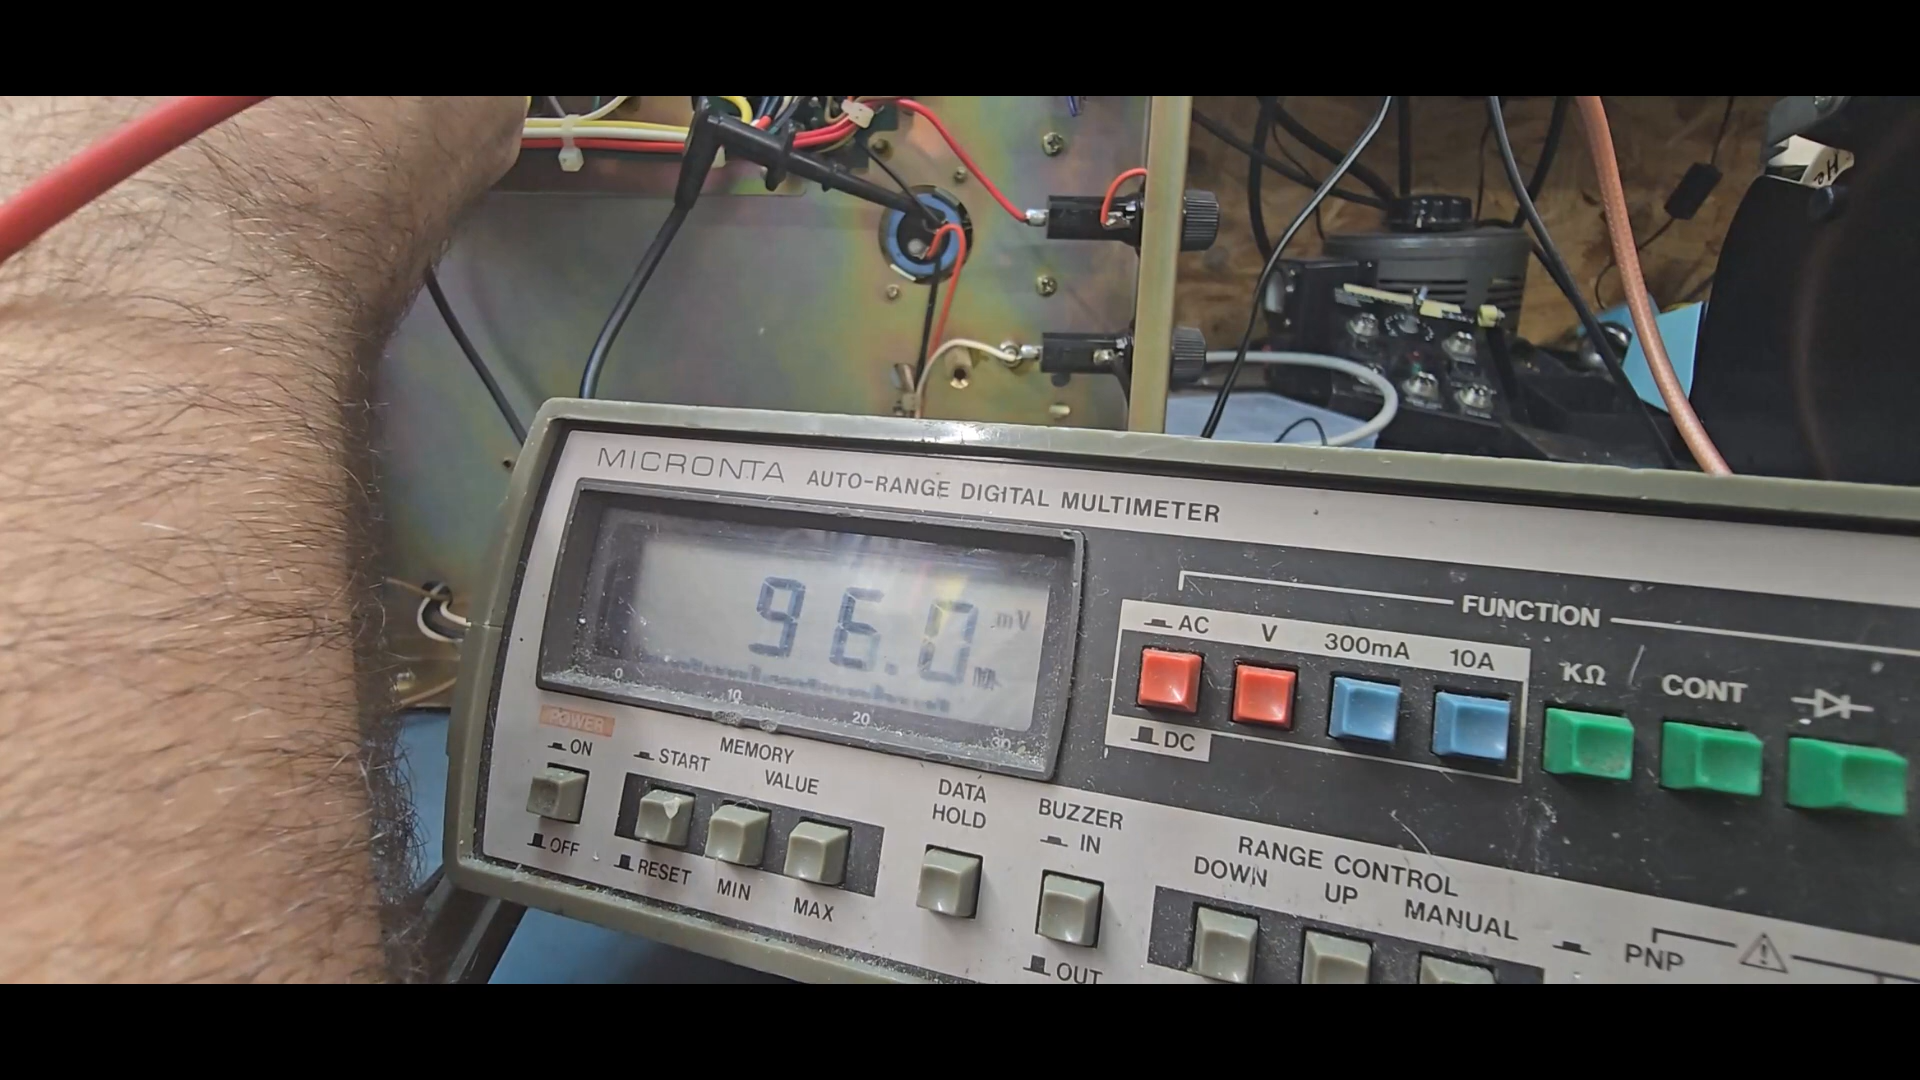 MICRONTA AUTO-RANGE DIGITAL MULTIMETER
96.0 mV
0 10 20 30
FUNCTION
AC V 300mA 10A KΩ CONT
DC
POWER
ON
OFF
MEMORY
START VALUE
RESET MIN MAX
DATA
HOLD
BUZZER
IN
OUT
RANGE CONTROL
DOWN UP MANUAL
PNP